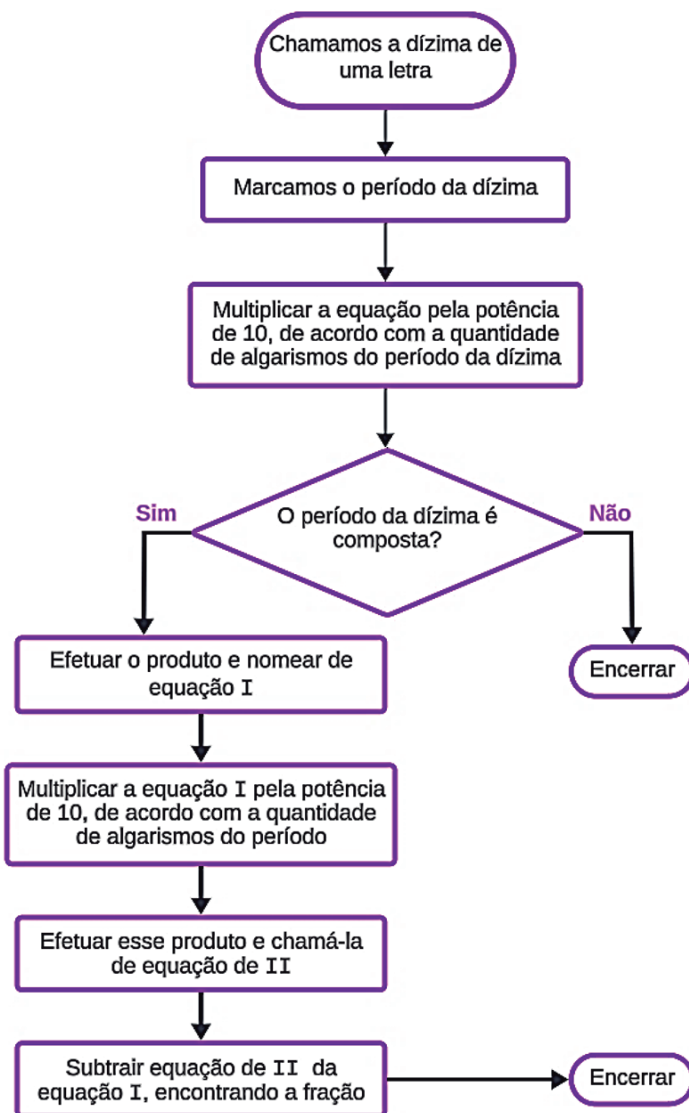 Chamamos a dízima de
uma letra
Marcamos o período da dízima
Multiplicar a equação pela potência
de 10, de acordo com a quantidade
de algarismos do período da dízima
O período da dízima é
composta?
Sim
Não
Efetuar o produto e nomear de
equação I
Encerrar
Multiplicar a equação I pela potência
de 10, de acordo com a quantidade
de algarismos do período
Efetuar esse produto e chamá-la
de equação de II
Subtrair equação de II da
equação I, encontrando a fração
Encerrar